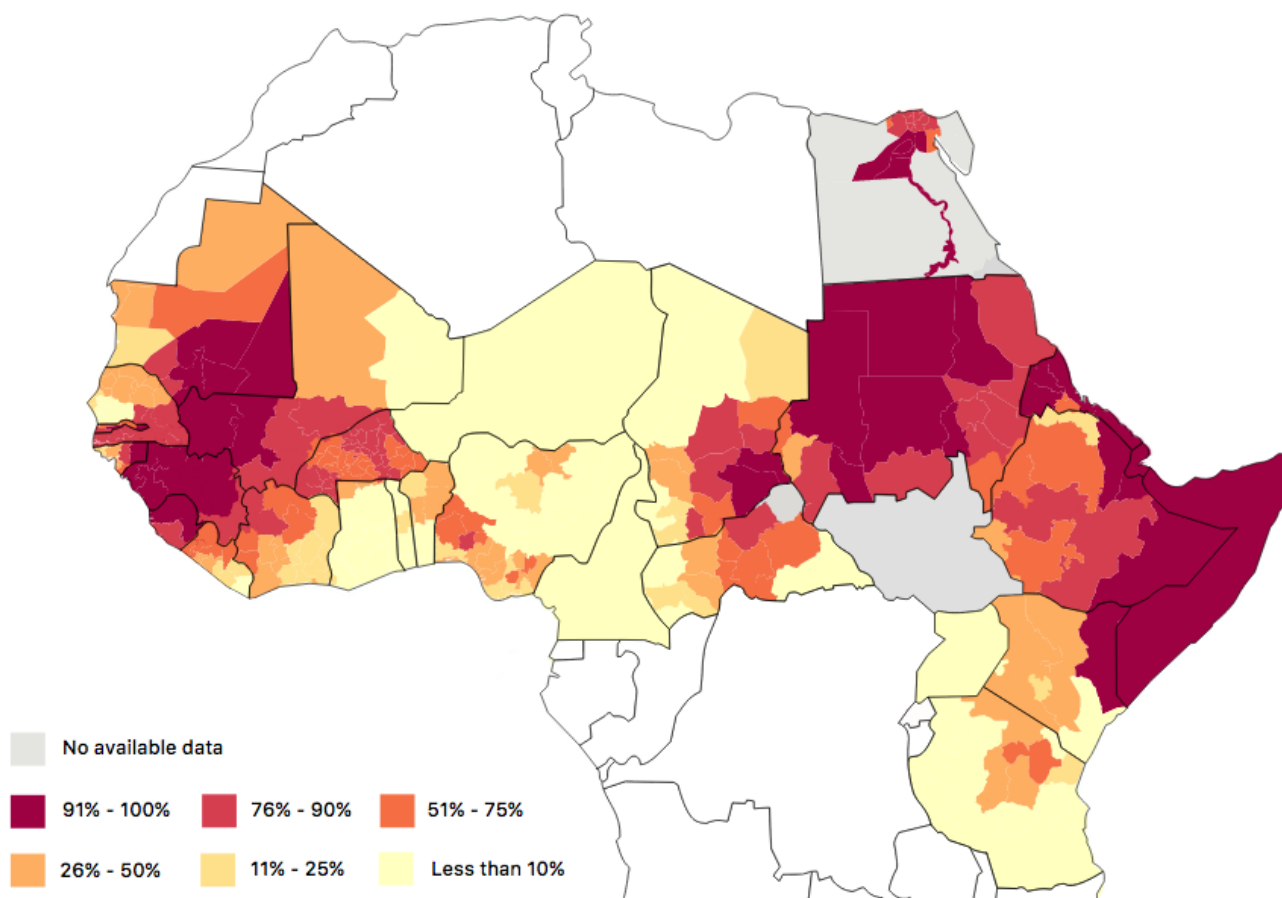 No available data
91% - 100%
76% - 90%
51% - 75%
26% - 50%
11% - 25%
Less than 10%